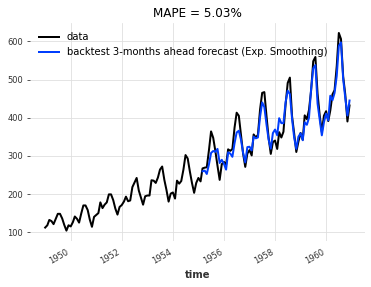 MAPE = 5.03%
data
backtest 3-months ahead forecast (Exp. Smoothing)
600
500
400
300
200
100
1950 1952 1954 1956 1958 1960
time